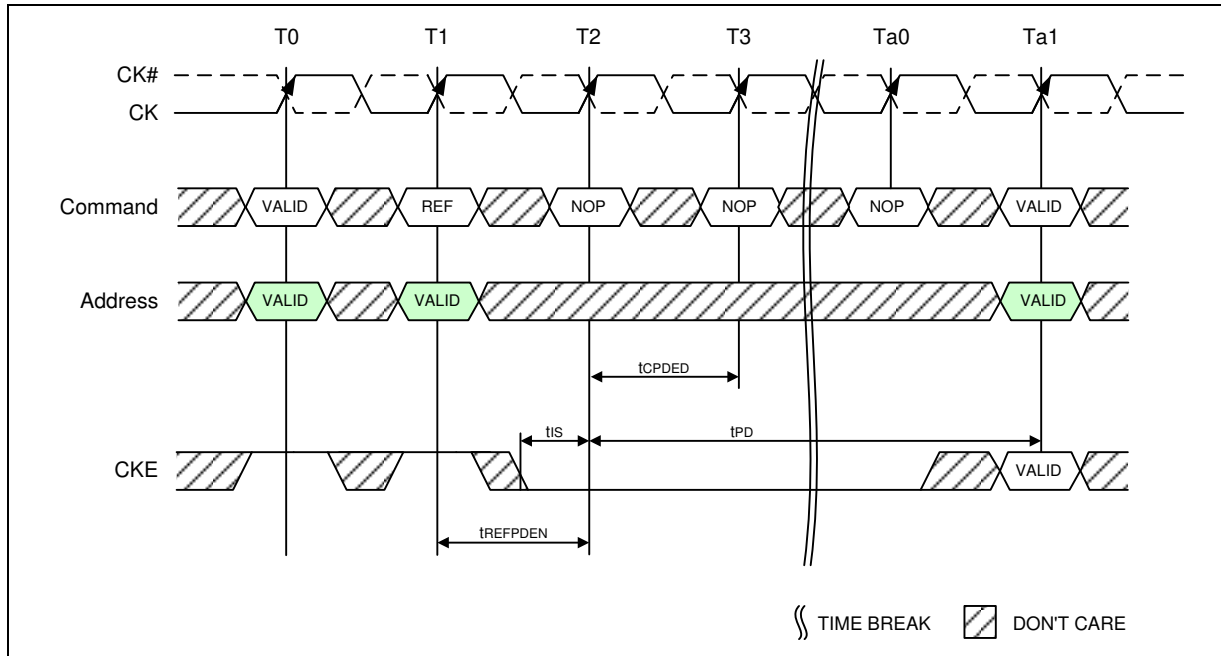 T0 T1 T2 T3 Ta0 Ta1
CK#
CK
Command VALID REF NOP NOP NOP VALID
Address VALID VALID VALID
tCPDED
tIS tPD
CKE VALID
tREFPDEN
TIME BREAK DON'T CARE